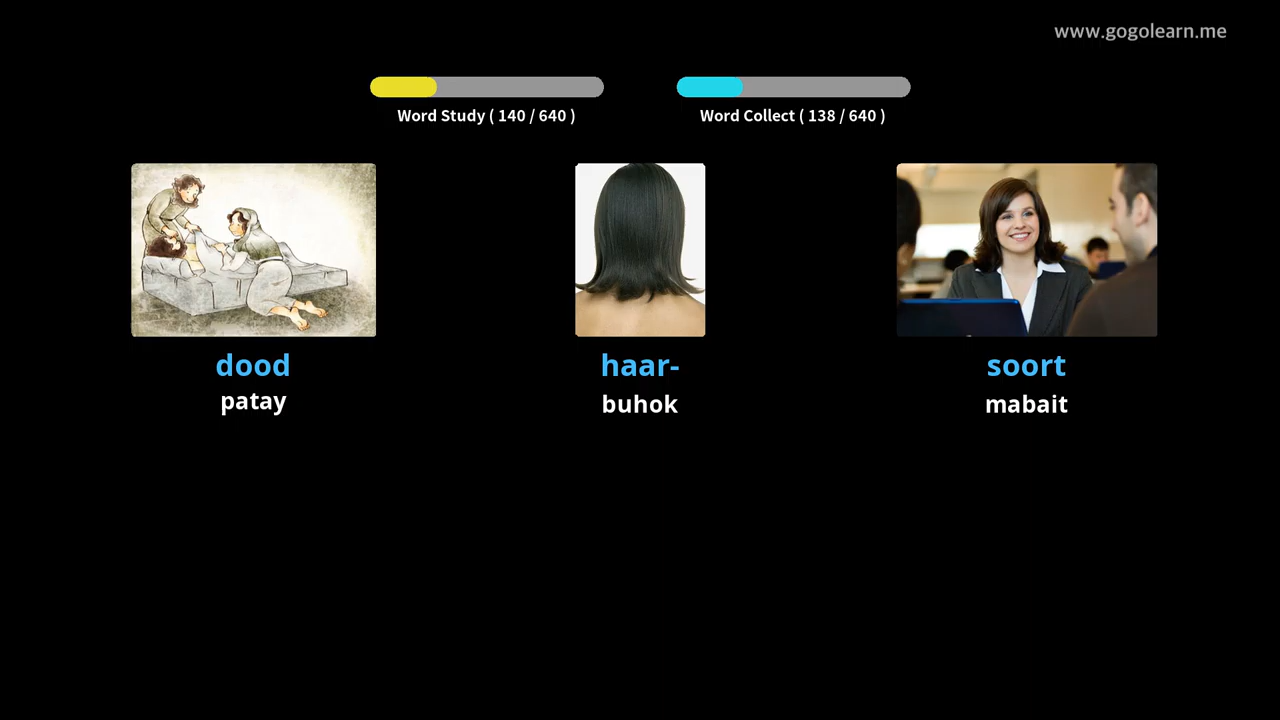 www.gogolearn.me
Word Study ( 140 / 640 )
Word Collect ( 138 / 640 )
dood
patay
haar-
buhok
soort
mabait